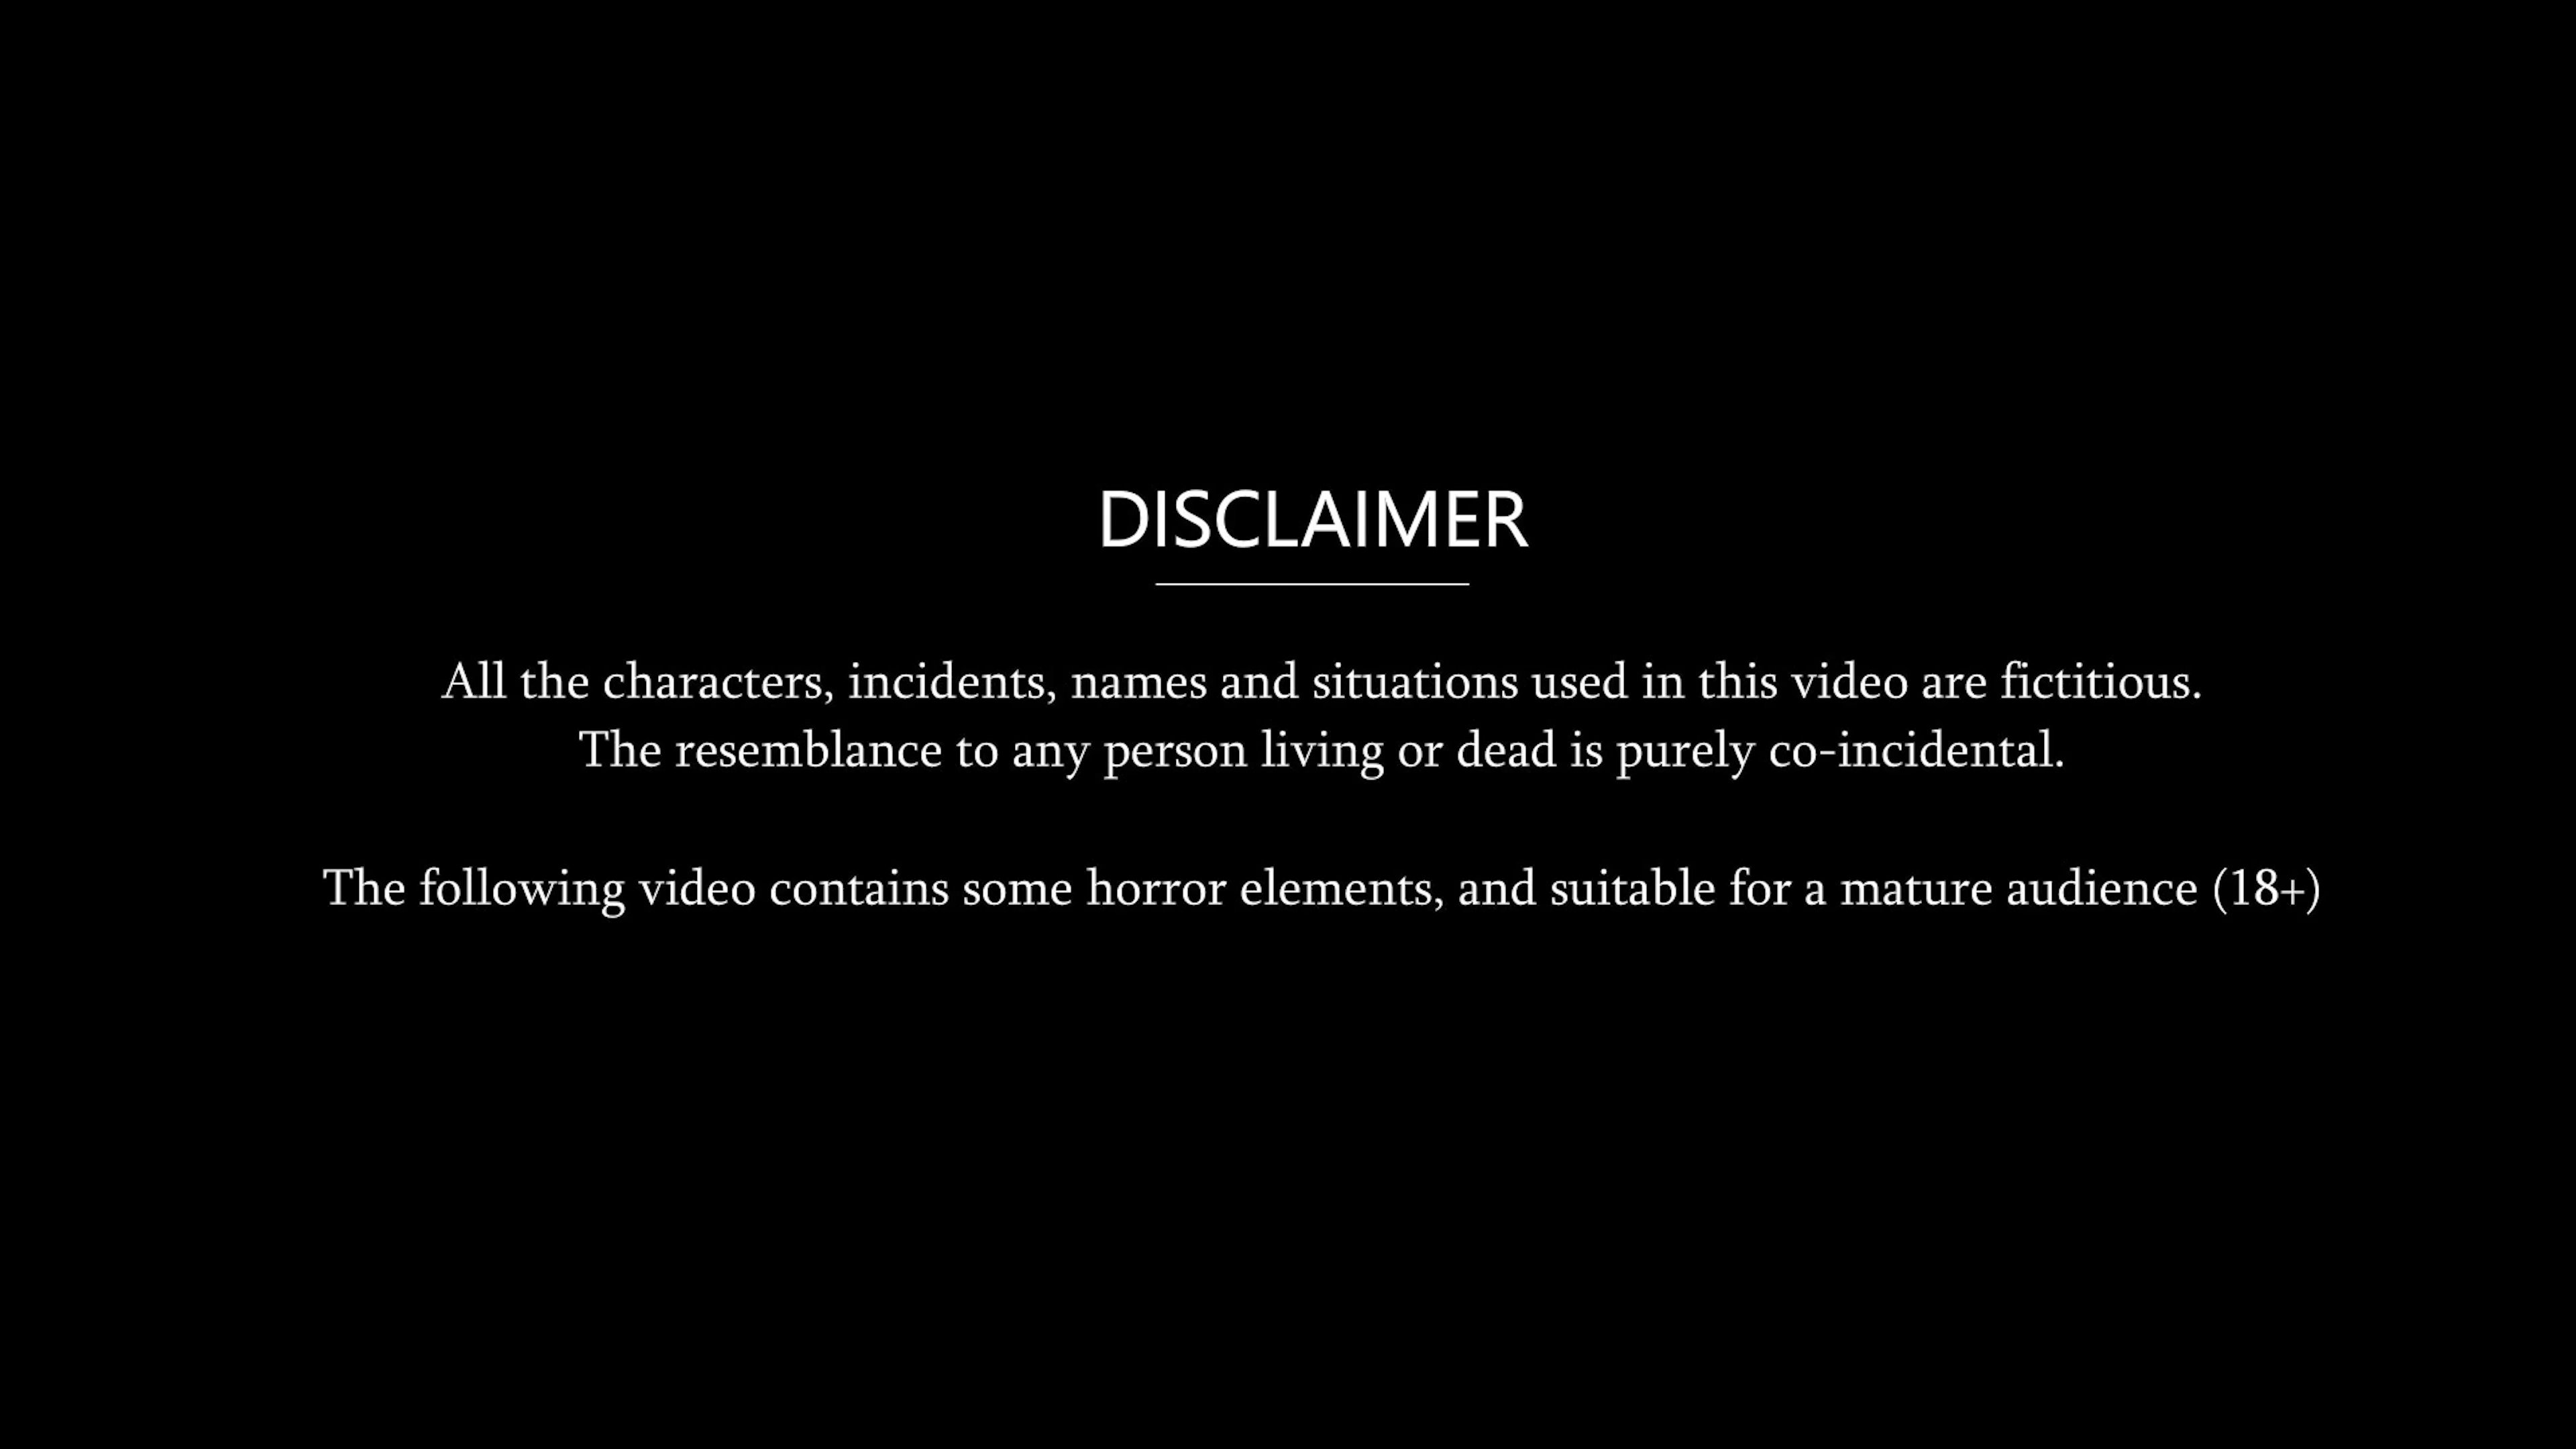 DISCLAIMER
All the characters, incidents, names and situations used in this video are fictitious.
The resemblance to any person living or dead is purely co-incidental.
The following video contains some horror elements, and suitable for a mature audience (18+)